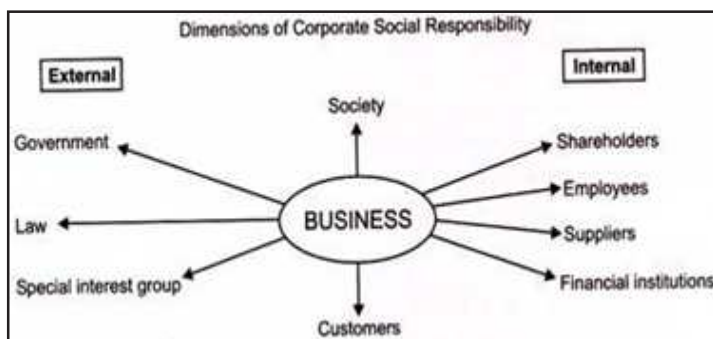 Dimensions of Corporate Social Responsibility
External
Internal
Society
Government
Shareholders
Employees
Law
BUSINESS
Suppliers
Special interest group
Financial institutions
Customers